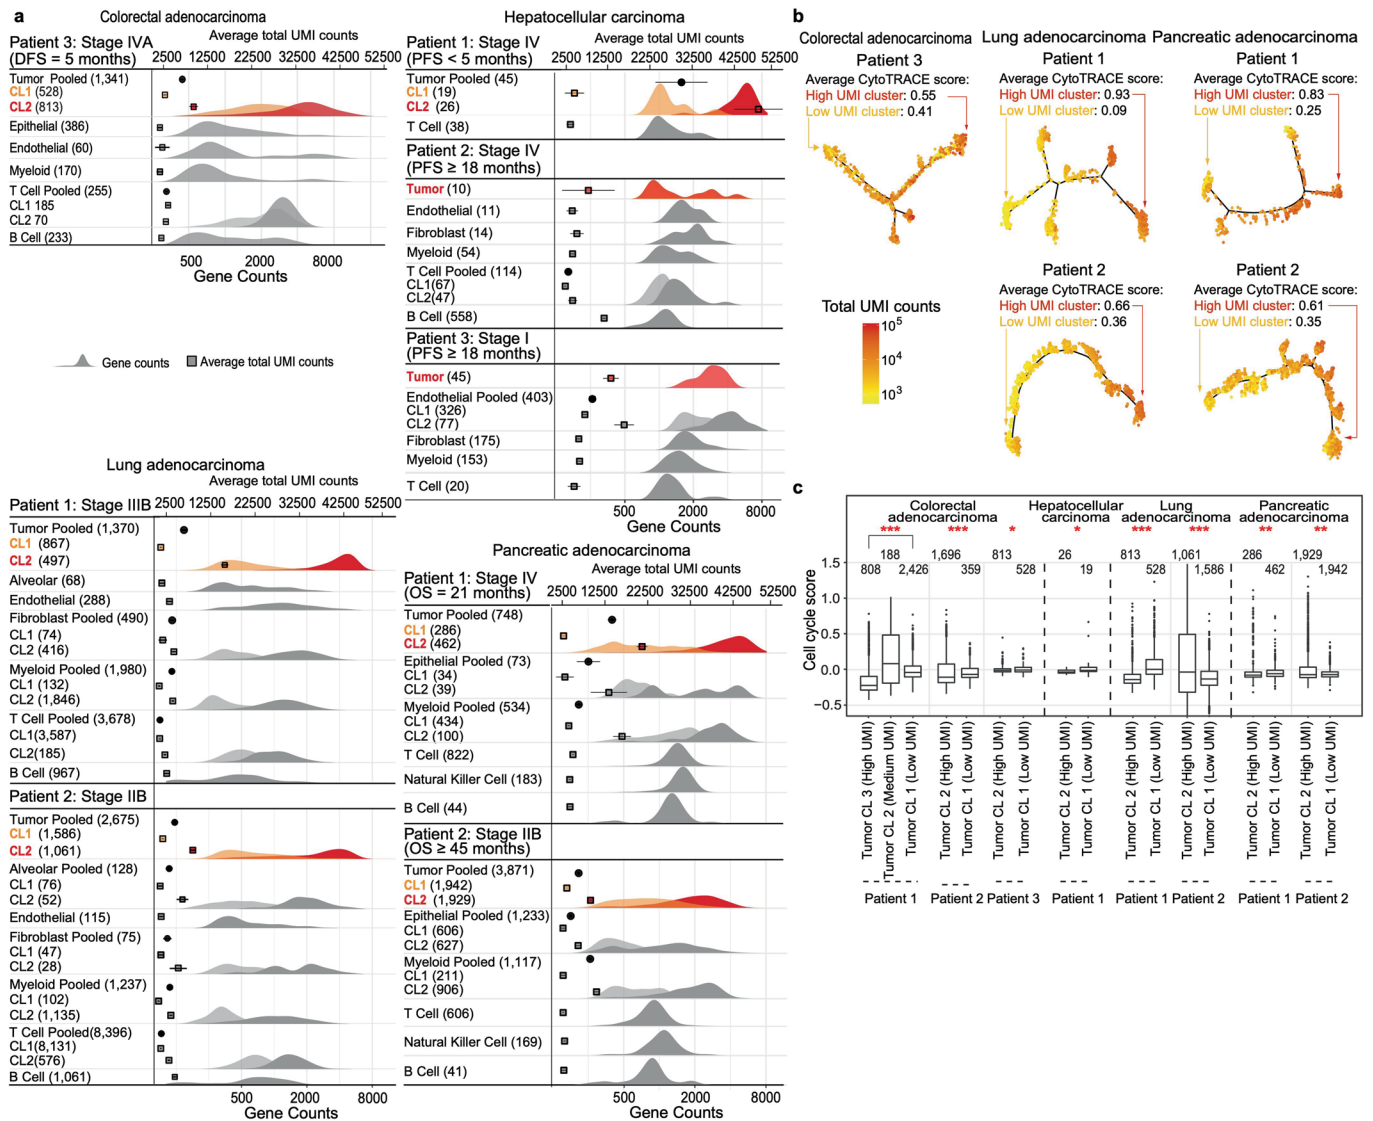 a
Colorectal adenocarcinoma
Average total UMI counts
Patient 3: Stage IVA
(DFS = 5 months)
2500 12500 22500 32500 42500 52500
Tumor Pooled (1,341)
CL1 (528)
CL2 (813)
Epithelial (386)
Endothelial (60)
Myeloid (170)
T Cell Pooled (255)
CL1 185
CL2 70
B Cell (233)
500 2000 8000
Gene Counts
Gene counts
Average total UMI counts
Lung adenocarcinoma
Average total UMI counts
Patient 1: Stage IIIB
2500 12500 22500 32500 42500 52500
Tumor Pooled (1,370)
CL1 (867)
CL2 (497)
Alveolar (68)
Endothelial (288)
Fibroblast Pooled (490)
CL1 (74)
CL2 (416)
Myeloid Pooled (1,980)
CL1 (132)
CL2 (1,846)
T Cell Pooled (3,678)
CL1(3,587)
CL2(185)
B Cell (967)
Patient 2: Stage IIB
Tumor Pooled (2,675)
CL1 (1,586)
CL2 (1,061)
Alveolar Pooled (128)
CL1 (76)
CL2 (52)
Endothelial (115)
Fibroblast Pooled (75)
CL1 (47)
CL2 (28)
Myeloid Pooled (1,237)
CL1 (102)
CL2 (1,135)
T Cell Pooled(8,396)
CL1(8,131)
CL2(576)
B Cell (1,061)
500 2000 8000
Gene Counts
Hepatocellular carcinoma
Patient 1: Stage IV
(PFS < 5 months)
Average total UMI counts
2500 12500 22500 32500 42500 52500
Tumor Pooled (45)
CL1 (19)
CL2 (26)
T Cell (38)
Patient 2: Stage IV
(PFS ≥ 18 months)
Tumor (10)
Endothelial (11)
Fibroblast (14)
Myeloid (54)
T Cell Pooled (114)
CL1(67)
CL2(47)
B Cell (558)
Patient 3: Stage I
(PFS ≥ 18 months)
Tumor (45)
Endothelial Pooled (403)
CL1 (326)
CL2 (77)
Fibroblast (175)
Myeloid (153)
T Cell (20)
500 2000 8000
Gene Counts
Pancreatic adenocarcinoma
Patient 1: Stage IV
(OS = 21 months)
Average total UMI counts
2500 12500 22500 32500 42500 52500
Tumor Pooled (748)
CL1 (286)
CL2 (462)
Epithelial Pooled (73)
CL1 (34)
CL2 (39)
Myeloid Pooled (534)
CL1 (434)
CL2 (100)
T Cell (822)
Natural Killer Cell (183)
B Cell (44)
Patient 2: Stage IIB
(OS ≥ 45 months)
Tumor Pooled (3,871)
CL1 (1,942)
CL2 (1,929)
Epithelial Pooled (1,233)
CL1 (606)
CL2 (627)
Myeloid Pooled (1,117)
CL1 (211)
CL2 (906)
T Cell (606)
Natural Killer Cell (169)
B Cell (41)
500 2000 8000
Gene Counts
b
Colorectal adenocarcinoma
Patient 3
Average CytoTRACE score:
High UMI cluster: 0.55
Low UMI cluster: 0.41
Lung adenocarcinoma
Patient 1
Average CytoTRACE score:
High UMI cluster: 0.93
Low UMI cluster: 0.09
Pancreatic adenocarcinoma
Patient 1
Average CytoTRACE score:
High UMI cluster: 0.83
Low UMI cluster: 0.25
Total UMI counts
10⁵
10⁴
10³
Patient 2
Average CytoTRACE score:
High UMI cluster: 0.66
Low UMI cluster: 0.36
Patient 2
Average CytoTRACE score:
High UMI cluster: 0.61
Low UMI cluster: 0.35
c
Colorectal adenocarcinoma
Hepatocellular carcinoma
Lung adenocarcinoma
Pancreatic adenocarcinoma
*** *** * * *** *** ** **
188 1,696 813 26 813 1,061 286 1,929
808 2,426 359 528 19 528 1,586 462 1,942
Cell cycle score
1.5
1.0
0.5
0.0
−0.5
Tumor CL 3 (High UMI)
Tumor CL 2 (Medium UMI)
Tumor CL 1 (Low UMI)
Tumor CL 2 (High UMI)
Tumor CL 1 (Low UMI)
Tumor CL 2 (High UMI)
Tumor CL 1 (Low UMI)
Tumor CL 2 (High UMI)
Tumor CL 1 (Low UMI)
Tumor CL 2 (High UMI)
Tumor CL 1 (Low UMI)
Tumor CL 2 (High UMI)
Tumor CL 1 (Low UMI)
Tumor CL 2 (High UMI)
Tumor CL 1 (Low UMI)
Tumor CL 2 (High UMI)
Tumor CL 1 (Low UMI)
Patient 1 Patient 2 Patient 3 Patient 1 Patient 1 Patient 2 Patient 1 Patient 2